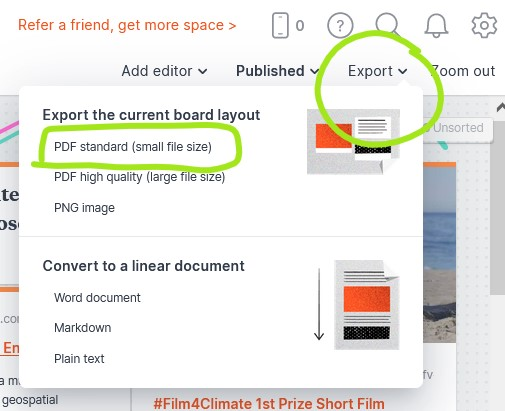 Refer a friend, get more space >
0
Add editor
Published
Export
Zoom out
Export the current board layout
PDF standard (small file size)
Unsorted
PDF high quality (large file size)
PNG image
Convert to a linear document
Word document
Markdown
Plain text
En
geospatial
#Film4Climate 1st Prize Short Film